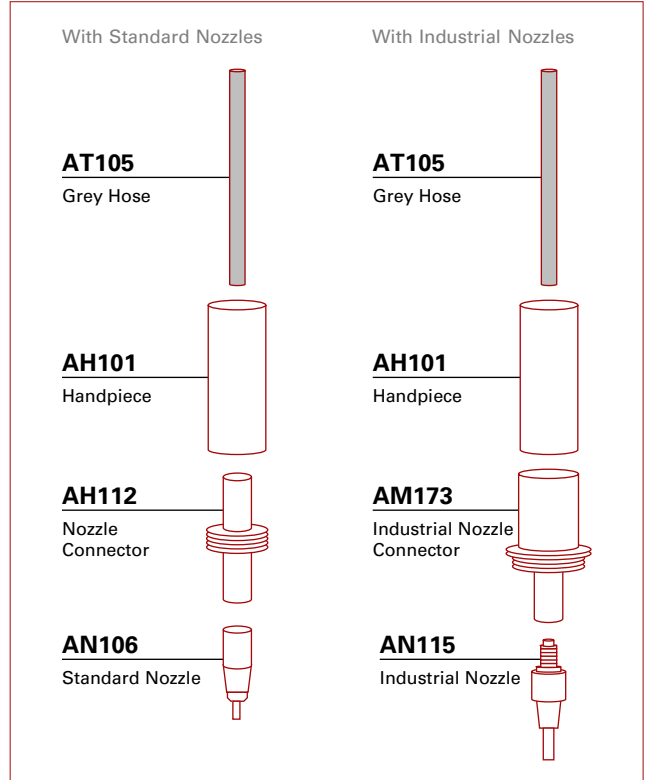 With Standard Nozzles
AT105
Grey Hose
AH101
Handpiece
AH112
Nozzle
Connector
AN106
Standard Nozzle
With Industrial Nozzles
AT105
Grey Hose
AH101
Handpiece
AM173
Industrial Nozzle
Connector
AN115
Industrial Nozzle